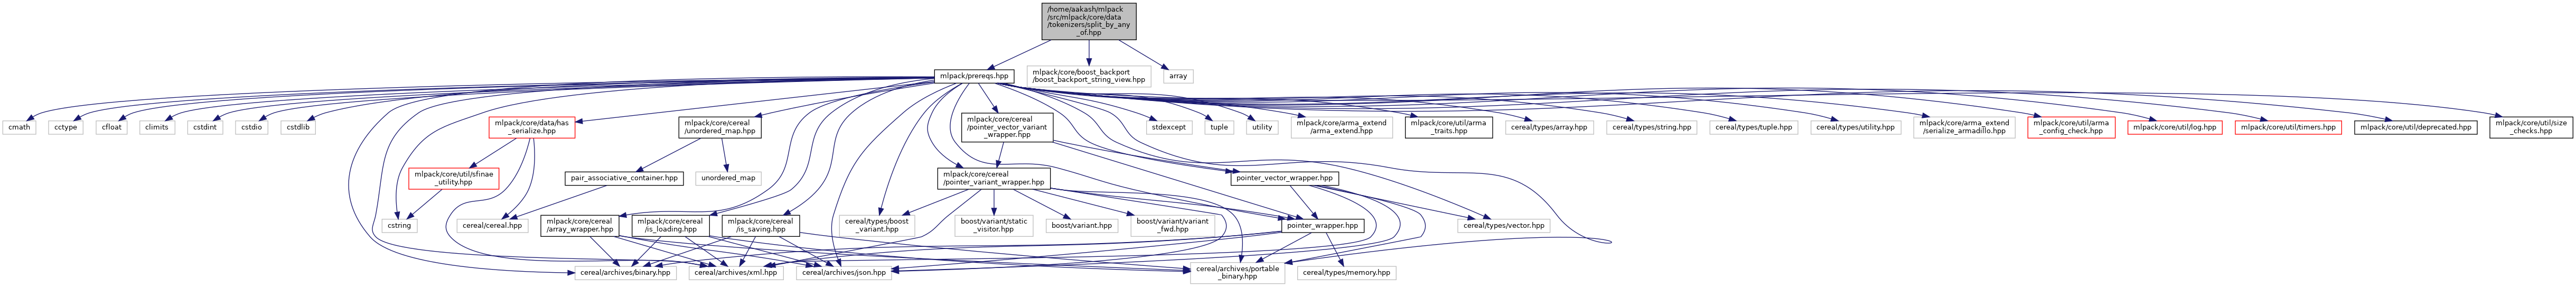 /home/aakash/mlpack
/src/mlpack/core/data
/tokenizers/split_by_any
_of.hpp
mlpack/prereqs.hpp
mlpack/core/boost_backport
/boost_backport_string_view.hpp
array
cmath
cctype
cfloat
climits
cstdint
cstdio
cstdlib
mlpack/core/data/has
_serialize.hpp
mlpack/core/cereal
/unordered_map.hpp
mlpack/core/cereal
/pointer_vector_variant
_wrapper.hpp
stdexcept
tuple
utility
mlpack/core/arma_extend
/arma_extend.hpp
mlpack/core/util/arma
_traits.hpp
cereal/types/array.hpp
cereal/types/string.hpp
cereal/types/tuple.hpp
cereal/types/utility.hpp
mlpack/core/arma_extend
/serialize_armadillo.hpp
mlpack/core/util/arma
_config_check.hpp
mlpack/core/util/log.hpp
mlpack/core/util/timers.hpp
mlpack/core/util/deprecated.hpp
mlpack/core/util/size
_checks.hpp
mlpack/core/util/sfinae
_utility.hpp
pair_associative_container.hpp
unordered_map
mlpack/core/cereal
/pointer_variant_wrapper.hpp
pointer_vector_wrapper.hpp
cstring
cereal/cereal.hpp
mlpack/core/cereal
/array_wrapper.hpp
mlpack/core/cereal
/is_loading.hpp
mlpack/core/cereal
/is_saving.hpp
cereal/types/boost
_variant.hpp
boost/variant/static
_visitor.hpp
boost/variant.hpp
boost/variant/variant
_fwd.hpp
pointer_wrapper.hpp
cereal/types/vector.hpp
cereal/archives/binary.hpp
cereal/archives/xml.hpp
cereal/archives/json.hpp
cereal/archives/portable
_binary.hpp
cereal/types/memory.hpp